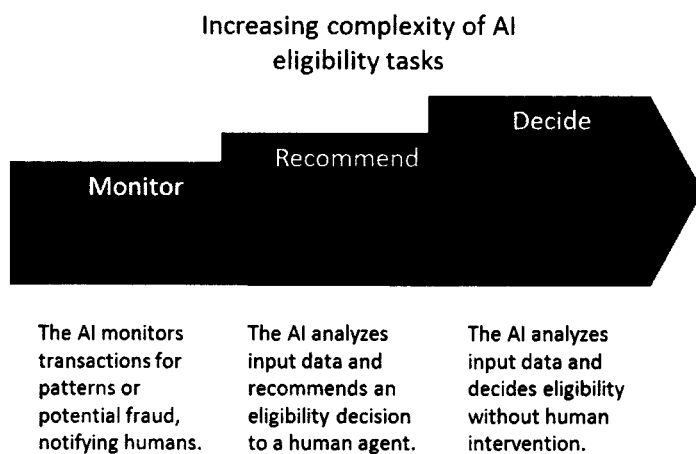 Increasing complexity of AI
eligibility tasks
Monitor
Recommend
Decide
The AI monitors
transactions for
patterns or
potential fraud,
notifying humans.
The AI analyzes
input data and
recommends an
eligibility decision
to a human agent.
The AI analyzes
input data and
decides eligibility
without human
intervention.